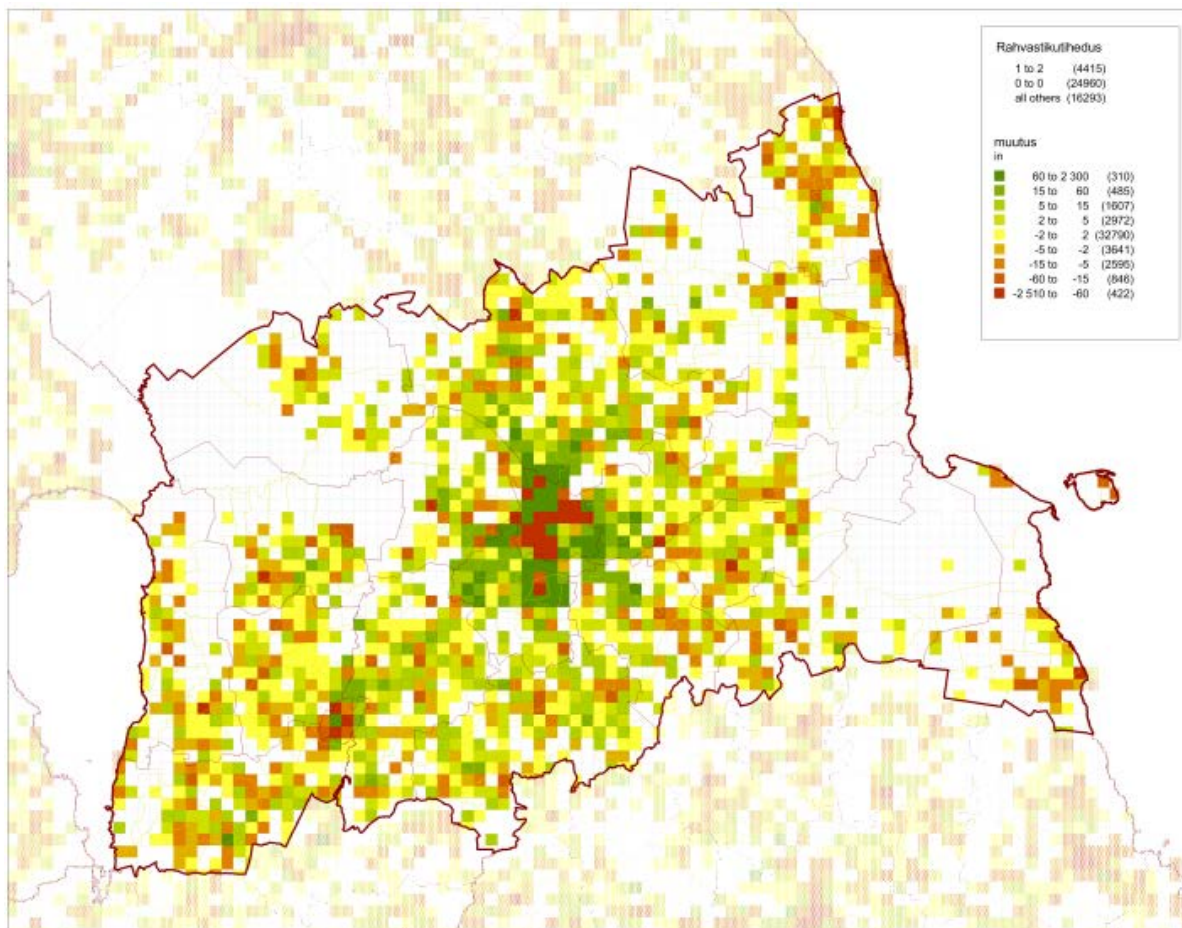 Rahvastikutihedus
1 to 2 (4415)
0 to 0 (24960)
all others (16293)
muutus
in
60 to 2 300 (310)
15 to 60 (485)
5 to 15 (1607)
2 to 5 (2972)
-2 to 2 (32790)
-5 to -2 (3641)
-15 to -5 (2595)
-60 to -15 (846)
-2 510 to -60 (422)